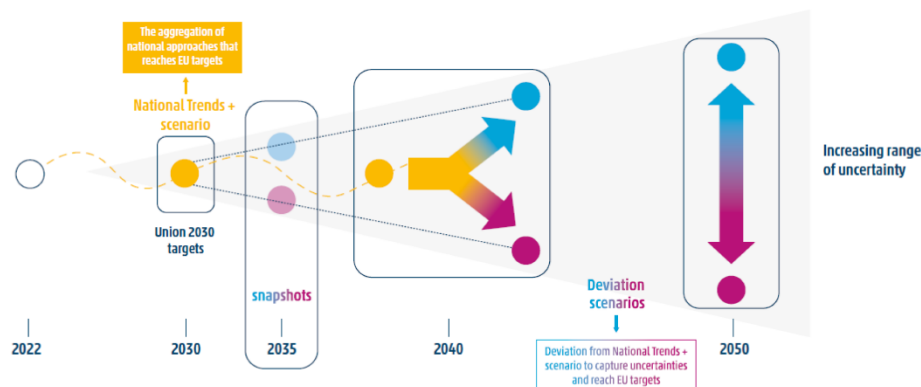 The aggregation of
national approaches that
reaches EU targets
National Trends +
scenario
Increasing range
of uncertainty
Union 2030
targets
snapshots
Deviation
scenarios
2022
2030
2035
2040
2050
Deviation from National Trends +
scenario to capture uncertainties
and reach EU targets